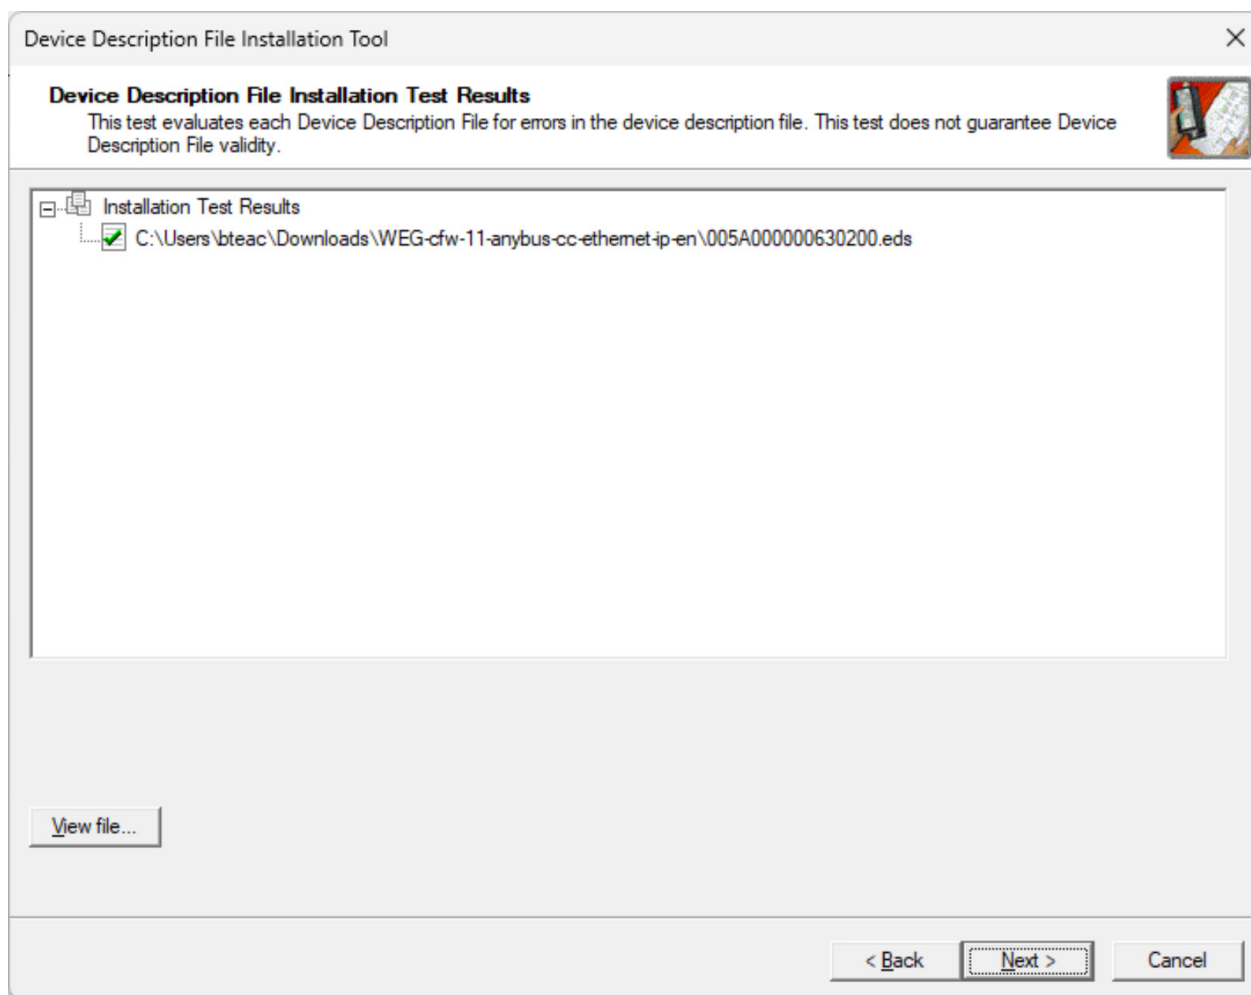 Device Description File Installation Tool
Device Description File Installation Test Results
This test evaluates each Device Description File for errors in the device description file. This test does not guarantee Device
Description File validity.
Installation Test Results
C:\Users\bteac\Downloads\WEG-cfw-11-anybus-cc-ethernet-ip-en\005A000000630200.eds
View file...
< Back
Next >
Cancel